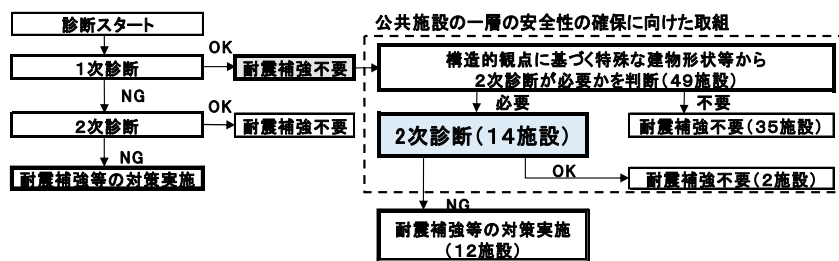 公共施設の一層の安全性の確保に向けた取組
診断スタート
1次診断
OK
耐震補強不要
NG
2次診断
OK
耐震補強不要
NG
耐震補強等の対策実施
構造的観点に基づく特殊な建物形状等から
2次診断が必要かを判断(49施設)
必要
不要
2次診断(14施設)
耐震補強不要(35施設)
OK
耐震補強不要(2施設)
NG
耐震補強等の対策実施
(12施設)